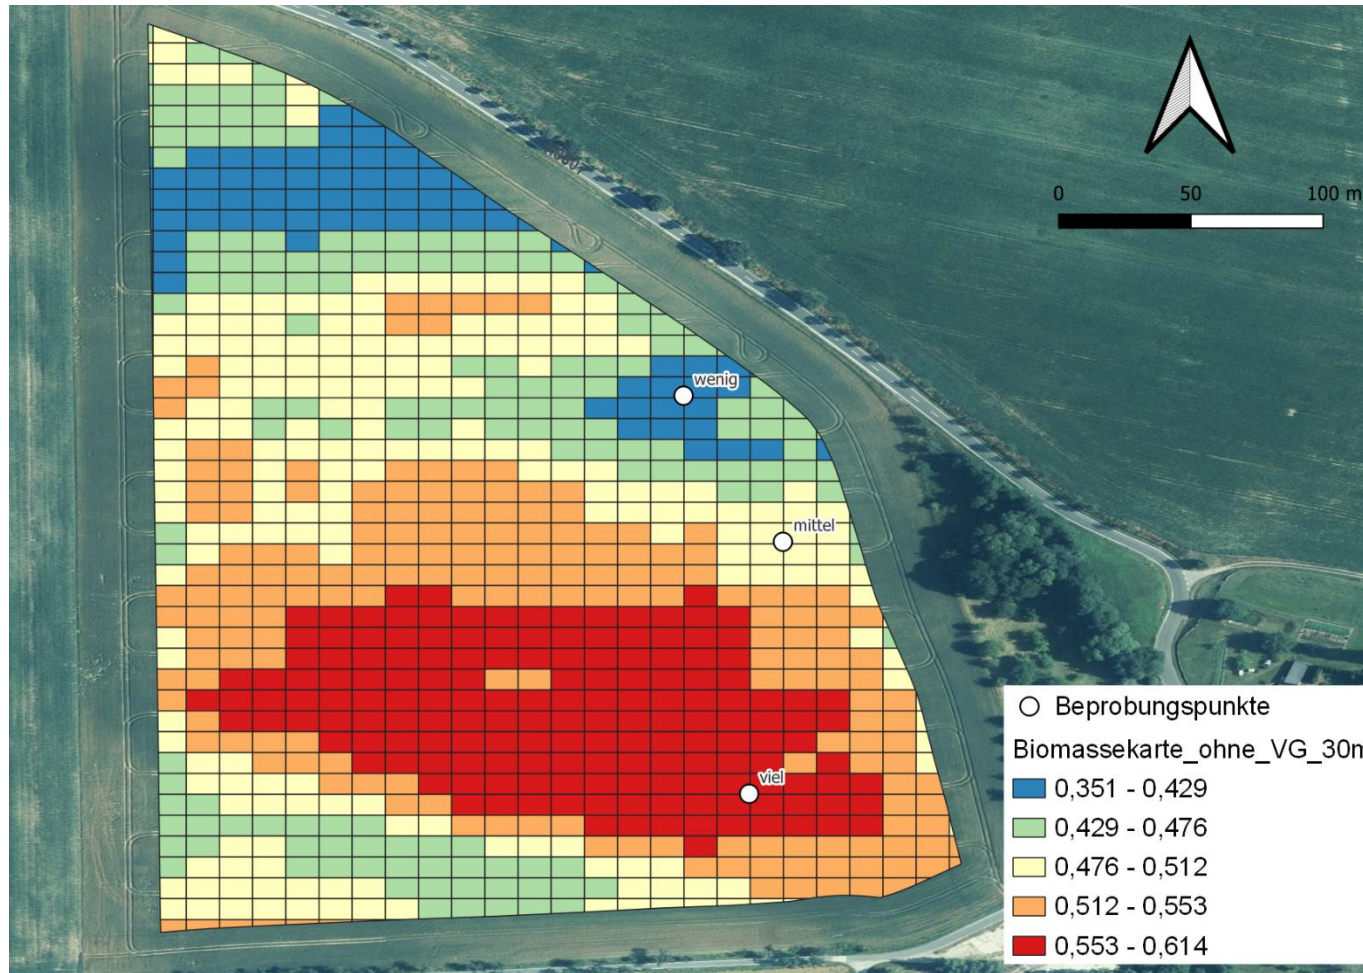 0 50 100 m
wenig
mittel
viel
Beprobungspunkte
Biomassekarte_ohne_VG_30m
0,351 - 0,429
0,429 - 0,476
0,476 - 0,512
0,512 - 0,553
0,553 - 0,614